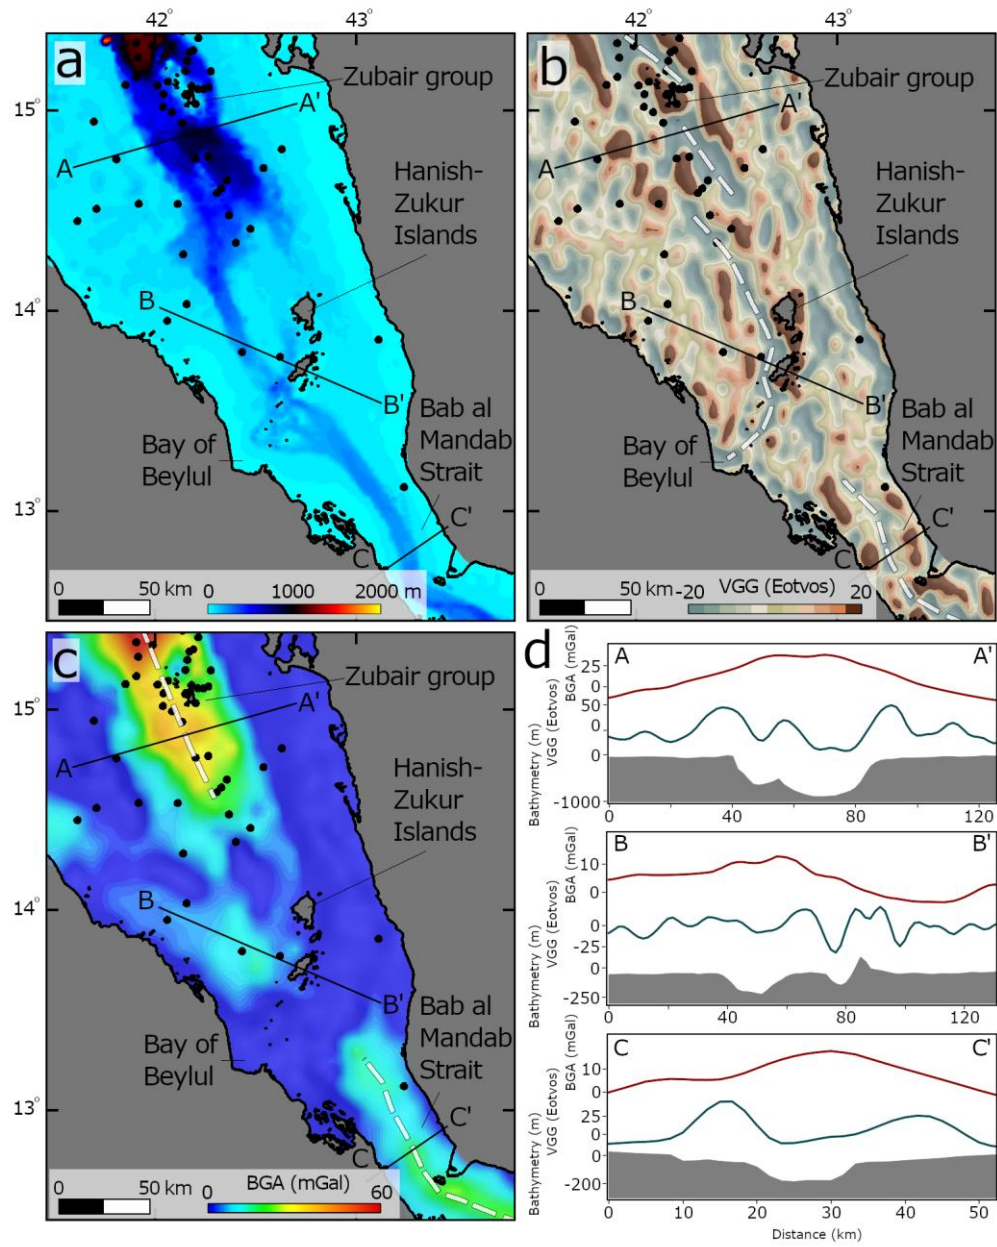 42°
43°
a
Zubair group
15°
A'
A
Hanish-
Zukur
Islands
14°
B
B'
Bab al
Mandab
Strait
Bay of
Beylul
13°
C'
C
0
50 km
0
1000
2000 m
42°
43°
b
Zubair group
A'
A
Hanish-
Zukur
Islands
B
B'
Bab al
Mandab
Strait
Bay of
Beylul
C'
C
0
50 km
-20
VGG (Eotvos)
20
c
Zubair group
15°
A'
A
Hanish-
Zukur
Islands
14°
B
B'
Bab al
Mandab
Strait
Bay of
Beylul
13°
C'
C
0
50 km
0
BGA (mGal)
60
d
A
A'
BGA (mGal)
25
0
VGG (Eotvos)
50
0
Bathymetry (m)
0
-1000
0
40
80
120
B
B'
BGA (mGal)
10
0
VGG (Eotvos)
0
-25
Bathymetry (m)
0
-250
0
40
80
120
C
C'
BGA (mGal)
10
0
VGG (Eotvos)
25
0
Bathymetry (m)
0
-200
0
10
20
30
40
50
Distance (km)